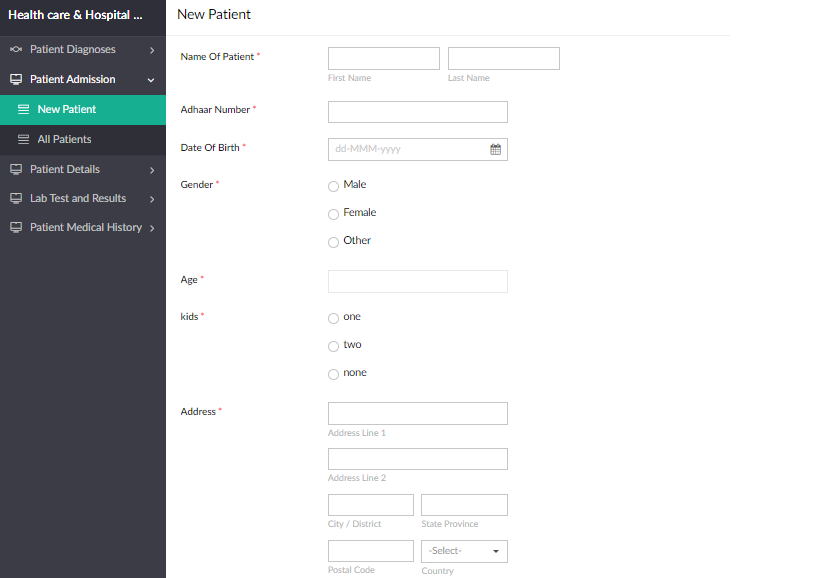 Health care & Hospital ...
Patient Diagnoses
Patient Admission
New Patient
All Patients
Patient Details
Lab Test and Results
Patient Medical History
New Patient
Name Of Patient *
First Name Last Name
Adhaar Number *
Date Of Birth * dd-MMM-yyyy
Gender * Male
Female
Other
Age *
kids * one
two
none
Address *
Address Line 1
Address Line 2
City / District State Province
-Select-
Postal Code Country